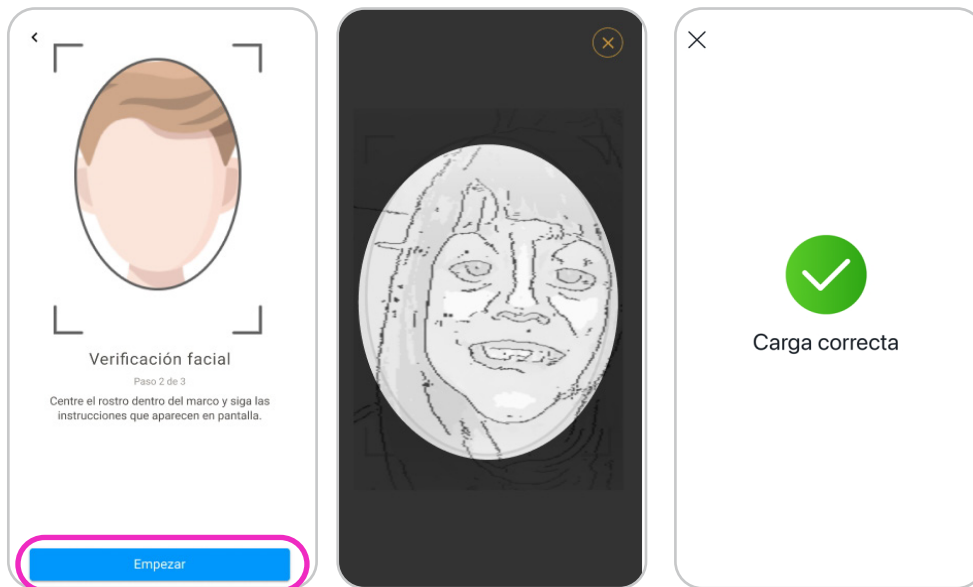 Verificación facial
Paso 2 de 3
Centre el rostro dentro del marco y siga las
instrucciones que aparecen en pantalla.
Empezar
Carga correcta